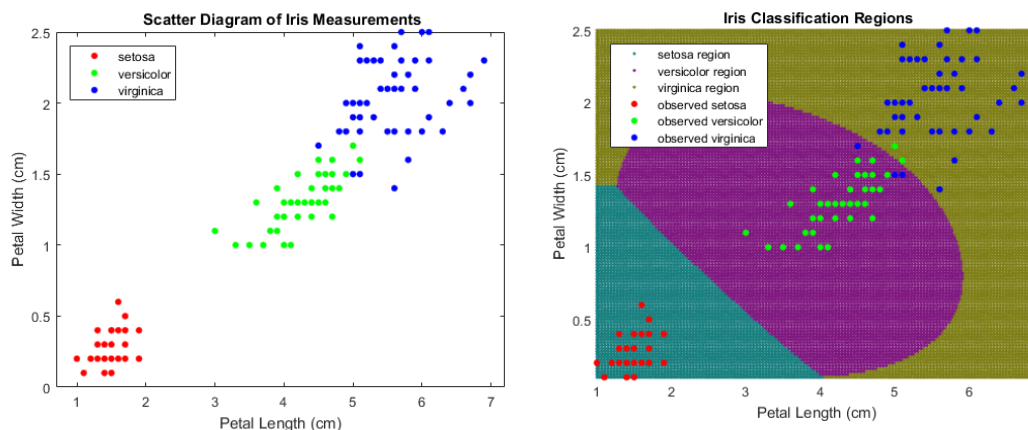 Scatter Diagram of Iris Measurements
setosa
versicolor
virginica
2.5
2
1.5
1
0.5
0
1
2
3
4
5
6
7
Petal Width (cm)
Petal Length (cm)
Iris Classification Regions
setosa region
versicolor region
virginica region
observed setosa
observed versicolor
observed virginica
2.5
2
1.5
1
0.5
1
2
3
4
5
6
Petal Width (cm)
Petal Length (cm)